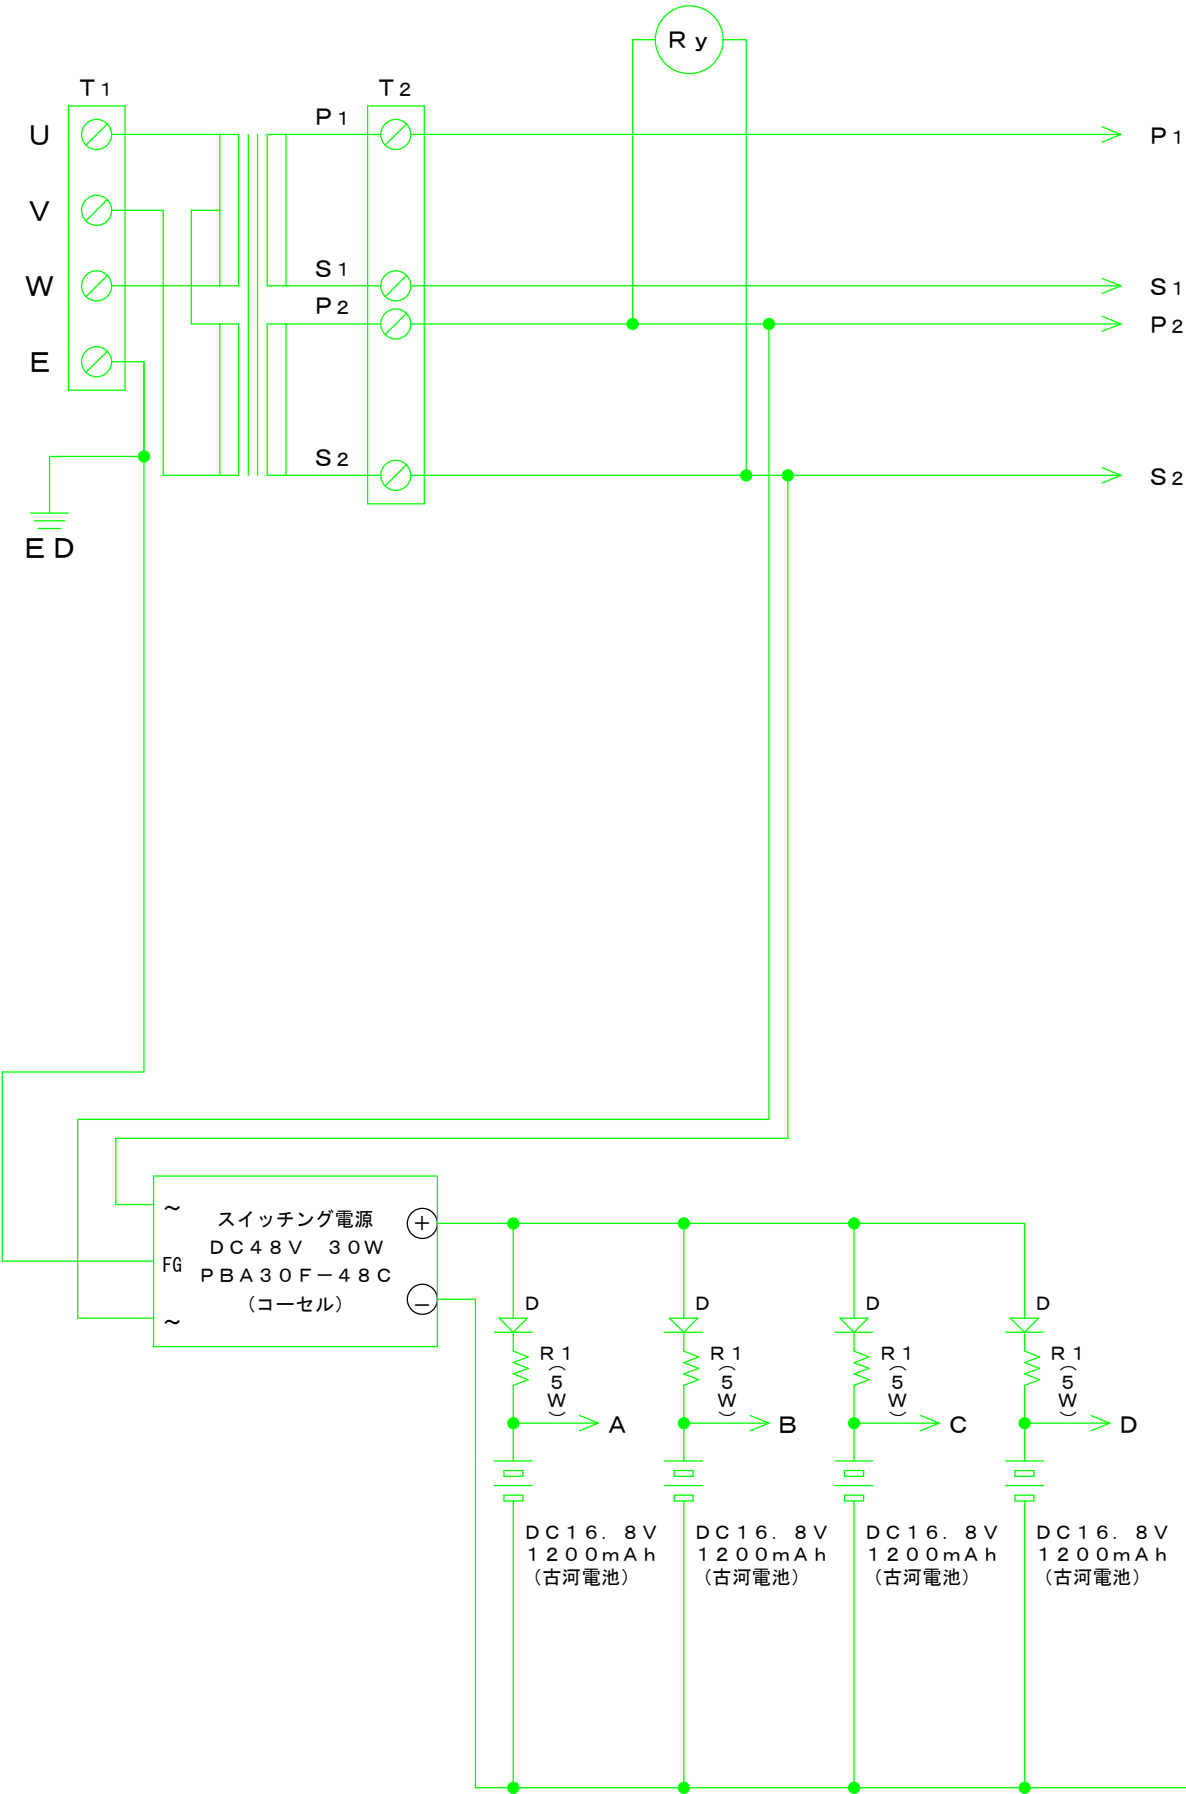 Ry
T1
T2
U
P1
P1
V
W
S1
S1
P2
P2
E
S2
S2
ED
~
スイッチング電源
+
DC48V 30W
FG
PBA30F－48C
(コーセル)
−
~
D
D
D
D
R1
(5W)
R1
(5W)
R1
(5W)
R1
(5W)
A
B
C
D
DC16.8V
1200mAh
(古河電池)
DC16.8V
1200mAh
(古河電池)
DC16.8V
1200mAh
(古河電池)
DC16.8V
1200mAh
(古河電池)